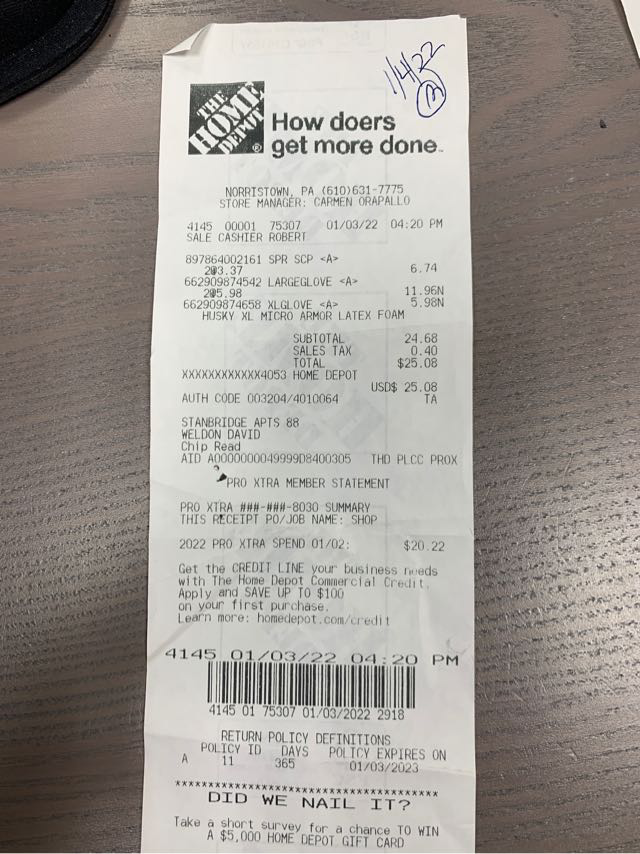 1/4/22
THE
HOME
DEPOT
How doers
get more done
NORRISTOWN, PA (610)631-7775
STORE MANAGER: CARMEN ORAPALLO
4145 00001 75307 01/03/22 04:20 PM
SALE CASHIER ROBERT
897864002161 SPR SCP <A>
2@3.37 6.74
662909874542 LARGEGLOVE <A>
2@5.98 11.96N
662909874658 XLGLOVE <A> 5.98N
HUSKY XL MICRO ARMOR LATEX FOAM
SUBTOTAL 24.68
SALES TAX 0.40
TOTAL $25.08
XXXXXXXXXXXX4053 HOME DEPOT
USD$ 25.08
AUTH CODE 003204/4010064 TA
STANBRIDGE APTS 88
WELDON DAVID
Chip Read
AID A0000000049999D8400305 THD PLCC PROX
PRO XTRA MEMBER STATEMENT
PRO XTRA ###-###-8030 SUMMARY
THIS RECEIPT PO/JOB NAME: SHOP
2022 PRO XTRA SPEND 01/02: $20.22
Get the CREDIT LINE your business needs
with The Home Depot Commercial Credit.
Apply and SAVE UP TO $100
on your first purchase.
Learn more: homedepot.com/credit
4145 01/03/22 04:20 PM
4145 01 75307 01/03/2022 2918
RETURN POLICY DEFINITIONS
POLICY ID DAYS POLICY EXPIRES ON
A 11 365 01/03/2023
****************************************
DID WE NAIL IT?
Take a short survey for a chance TO WIN
A $5,000 HOME DEPOT GIFT CARD